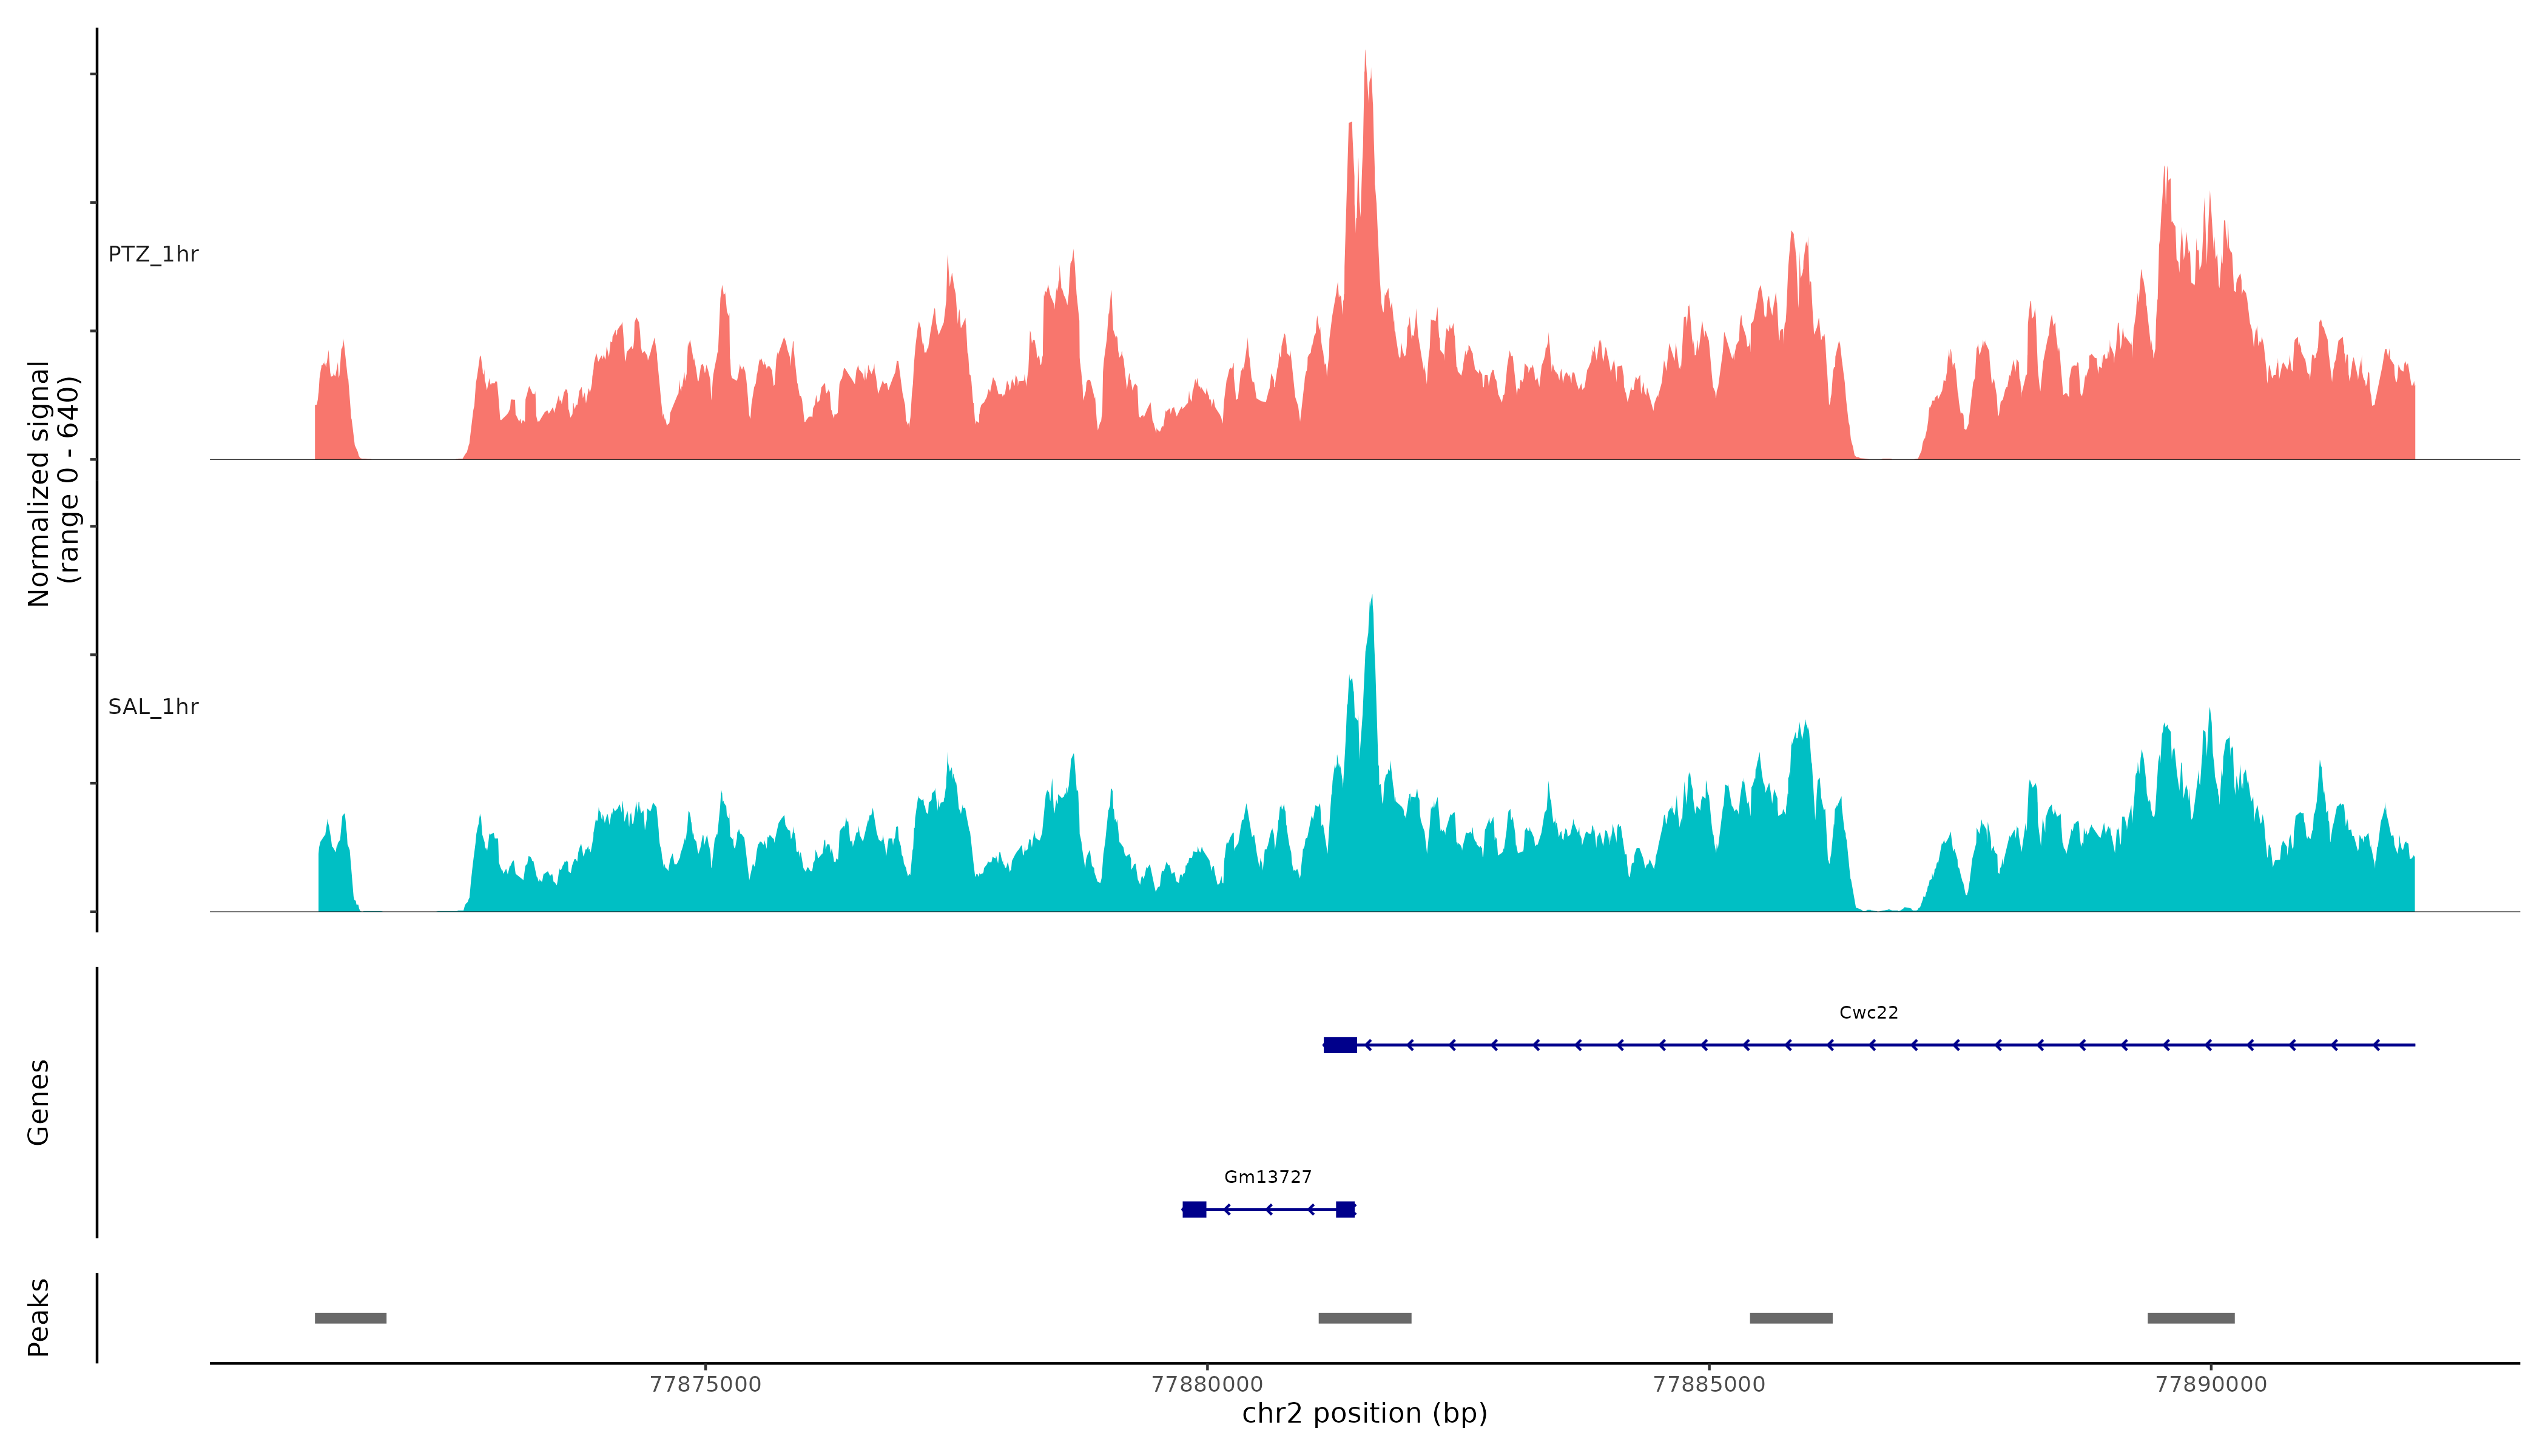 PTZ_1hr
Normalized signal
(range 0 - 640)
SAL_1hr
Genes
Cwc22
Gm13727
Peaks
77875000
77880000
77885000
77890000
chr2 position (bp)